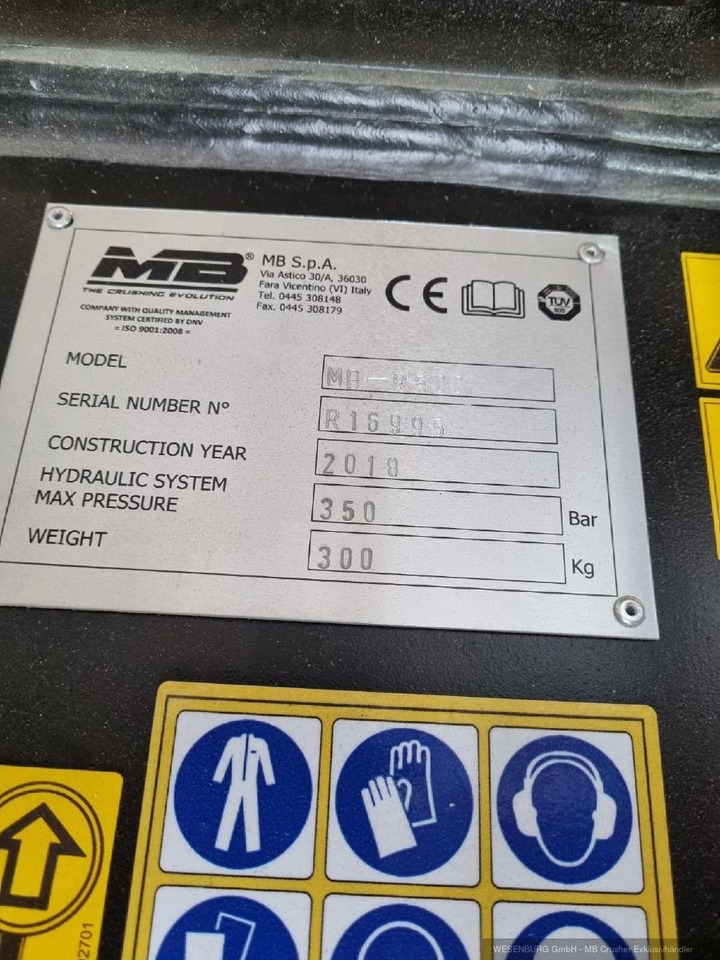 MB®
THE CRUSHING EVOLUTION
COMPANY WITH QUALITY MANAGEMENT
SYSTEM CERTIFIED BY DNV
= ISO 9001:2008 =
MB S.p.A.
Via Astico 30/A, 36030
Fara Vicentino (VI) Italy
Tel. 0445 308148
Fax. 0445 308179
CE
TÜV
MODEL
SERIAL NUMBER N° R16995
CONSTRUCTION YEAR 2018
HYDRAULIC SYSTEM
MAX PRESSURE 350 Bar
WEIGHT 300 Kg
2701
WESENBURG GmbH - MB Crusher Exklusivhändler